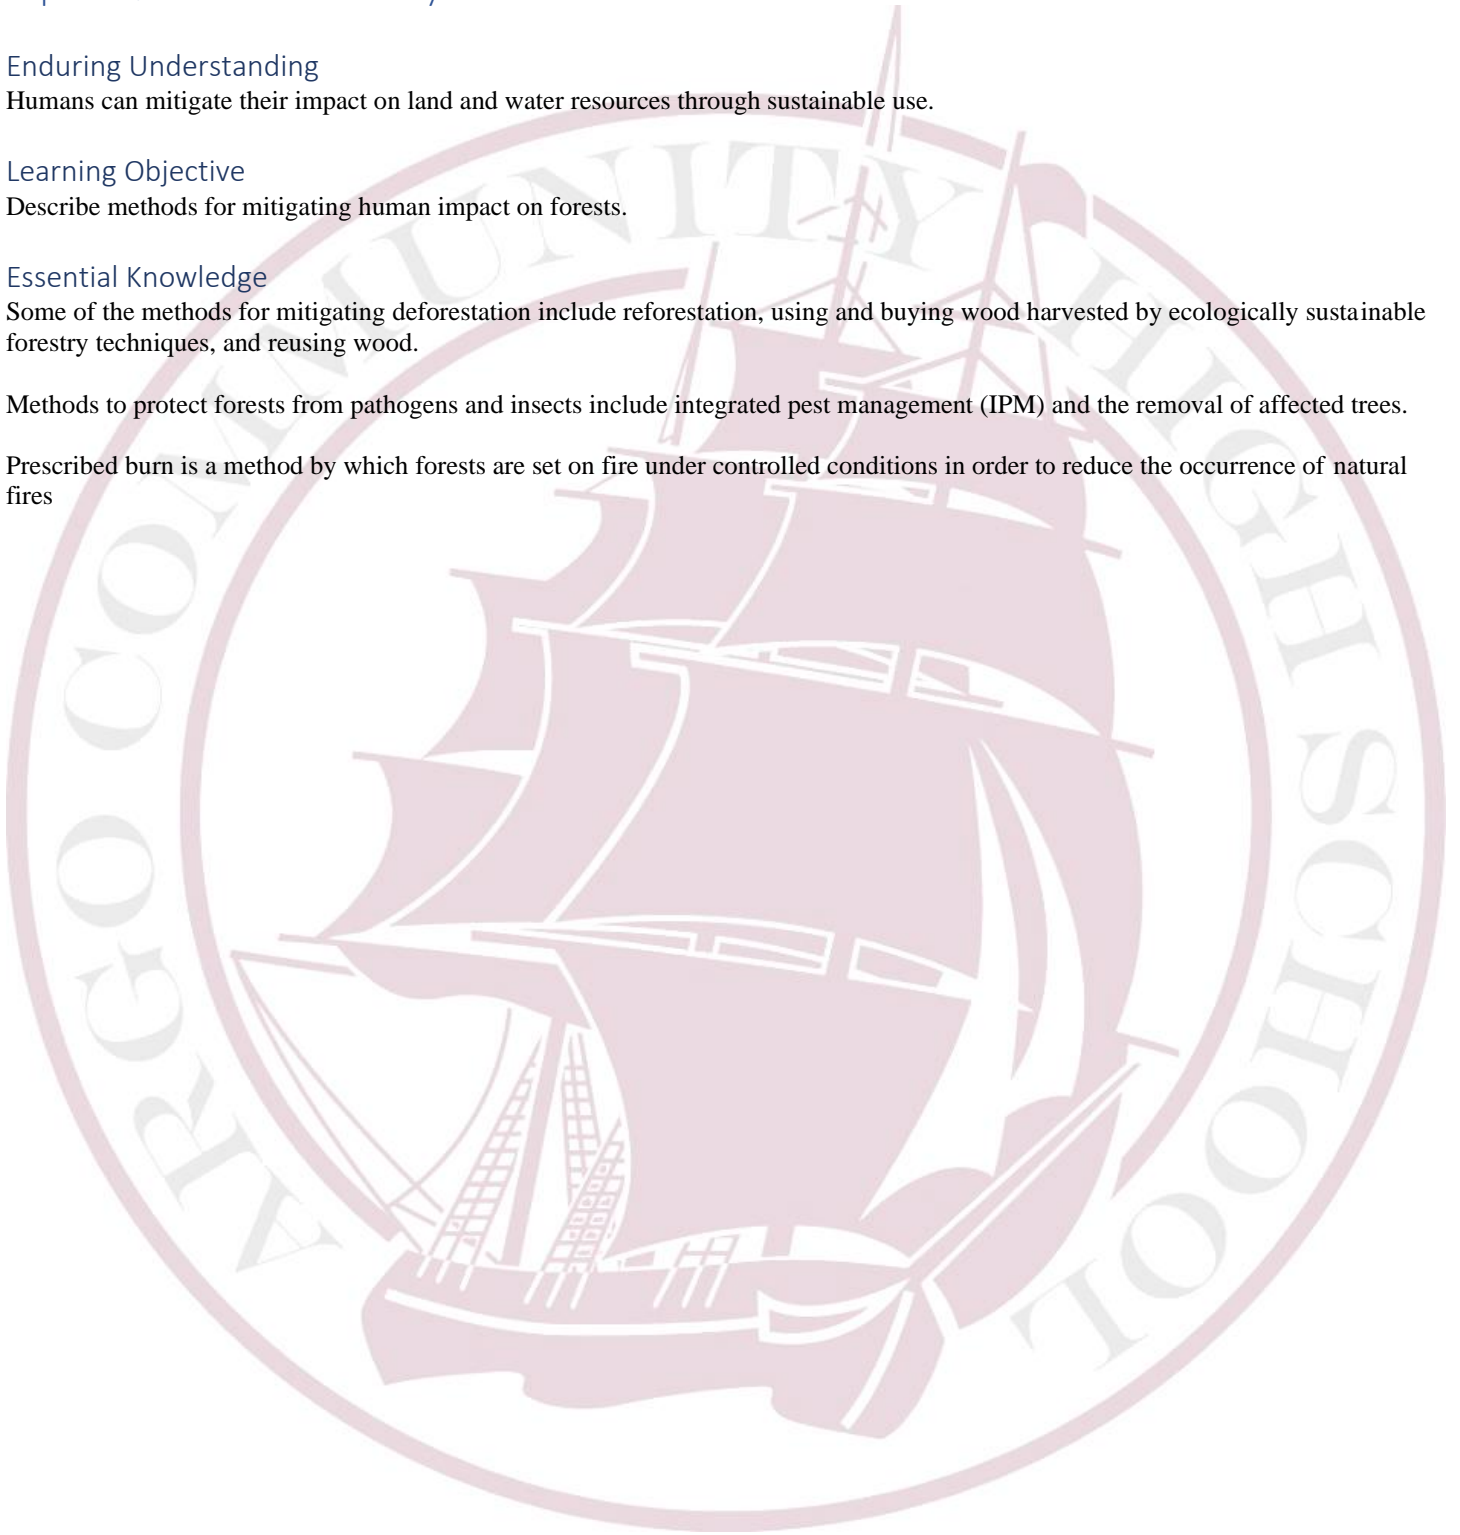 Enduring Understanding
Humans can mitigate their impact on land and water resources through sustainable use.
Learning Objective
Describe methods for mitigating human impact on forests.
Essential Knowledge
Some of the methods for mitigating deforestation include reforestation, using and buying wood harvested by ecologically sustainable
forestry techniques, and reusing wood.
Methods to protect forests from pathogens and insects include integrated pest management (IPM) and the removal of affected trees.
Prescribed burn is a method by which forests are set on fire under controlled conditions in order to reduce the occurrence of natural
fires
ARGO COMMUNITY HIGH SCHOOL